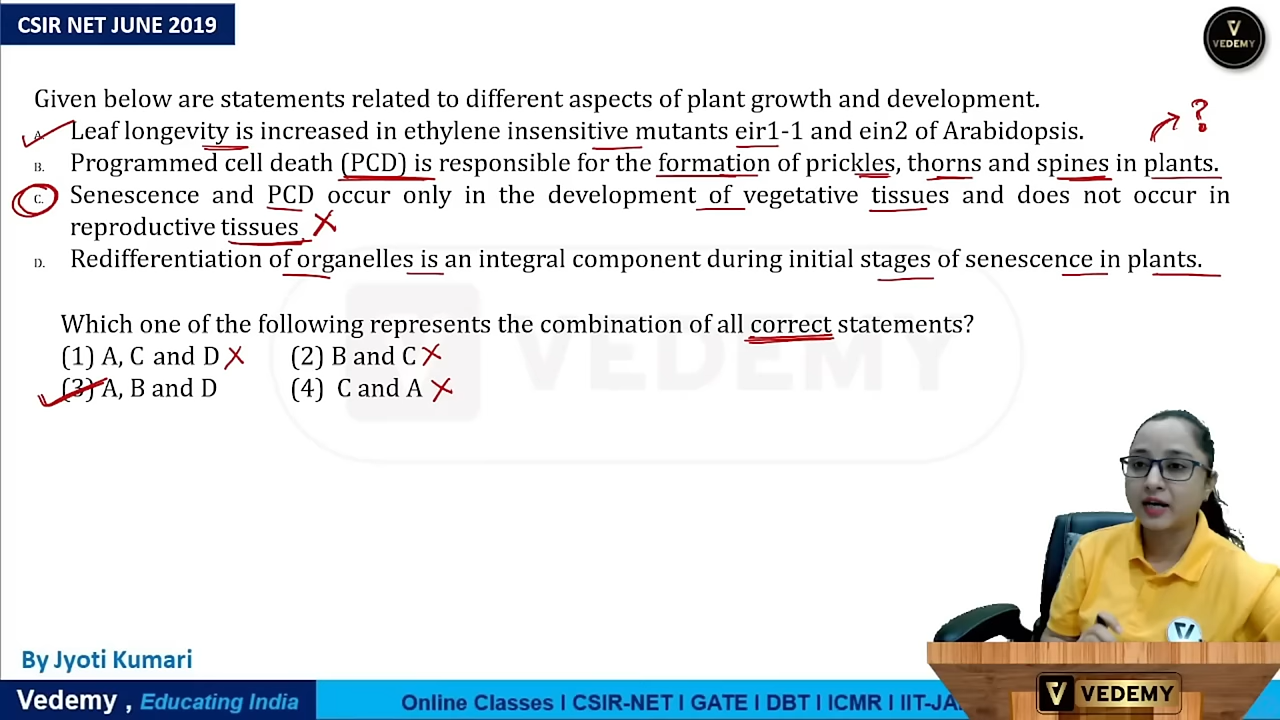 CSIR NET JUNE 2019
VEDEMY
Given below are statements related to different aspects of plant growth and development.
A. Leaf longevity is increased in ethylene insensitive mutants eir1-1 and ein2 of Arabidopsis.
?
B. Programmed cell death (PCD) is responsible for the formation of prickles, thorns and spines in plants.
C. Senescence and PCD occur only in the development of vegetative tissues and does not occur in
reproductive tissues.
D. Redifferentiation of organelles is an integral component during initial stages of senescence in plants.
Which one of the following represents the combination of all correct statements?
(1) A, C and D (2) B and C
(3) A, B and D (4) C and A
VEDEMY
By Jyoti Kumari
Vedemy , Educating India
Online Classes I CSIR-NET I GATE I DBT I ICMR I IIT-JA
VEDEMY